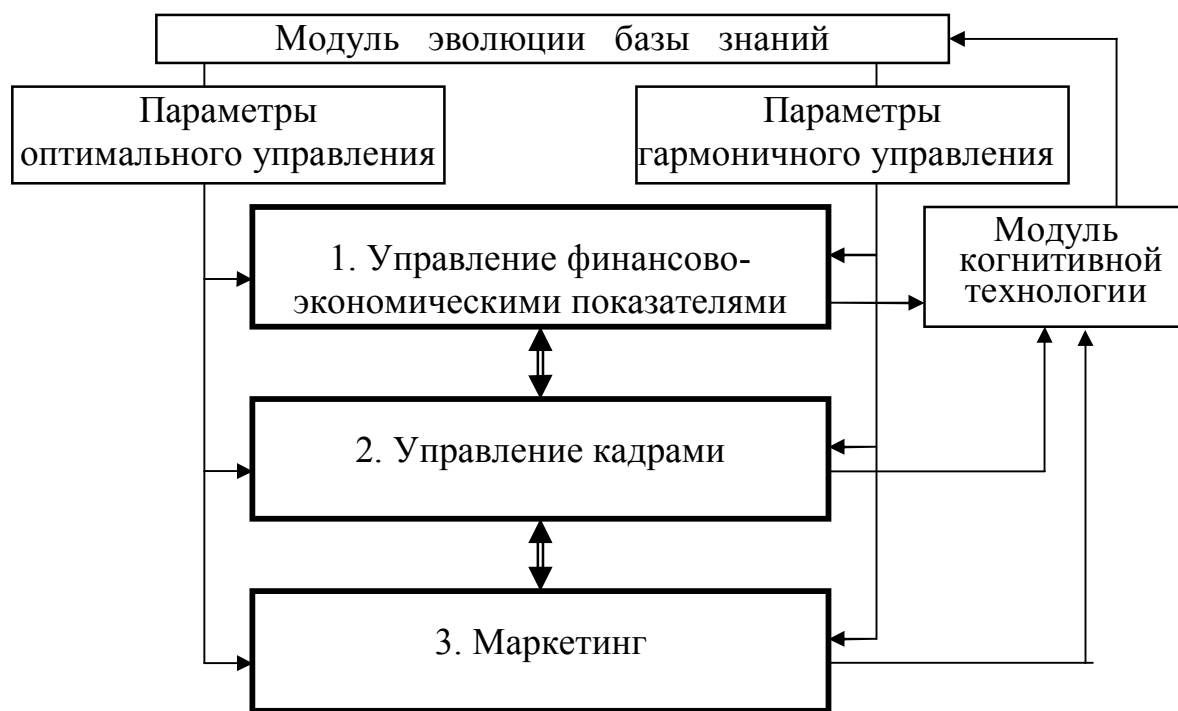 Модуль эволюции базы знаний
Параметры
оптимального управления
Параметры
гармоничного управления
1. Управление финансово-
экономическими показателями
Модуль
когнитивной
технологии
2. Управление кадрами
3. Маркетинг